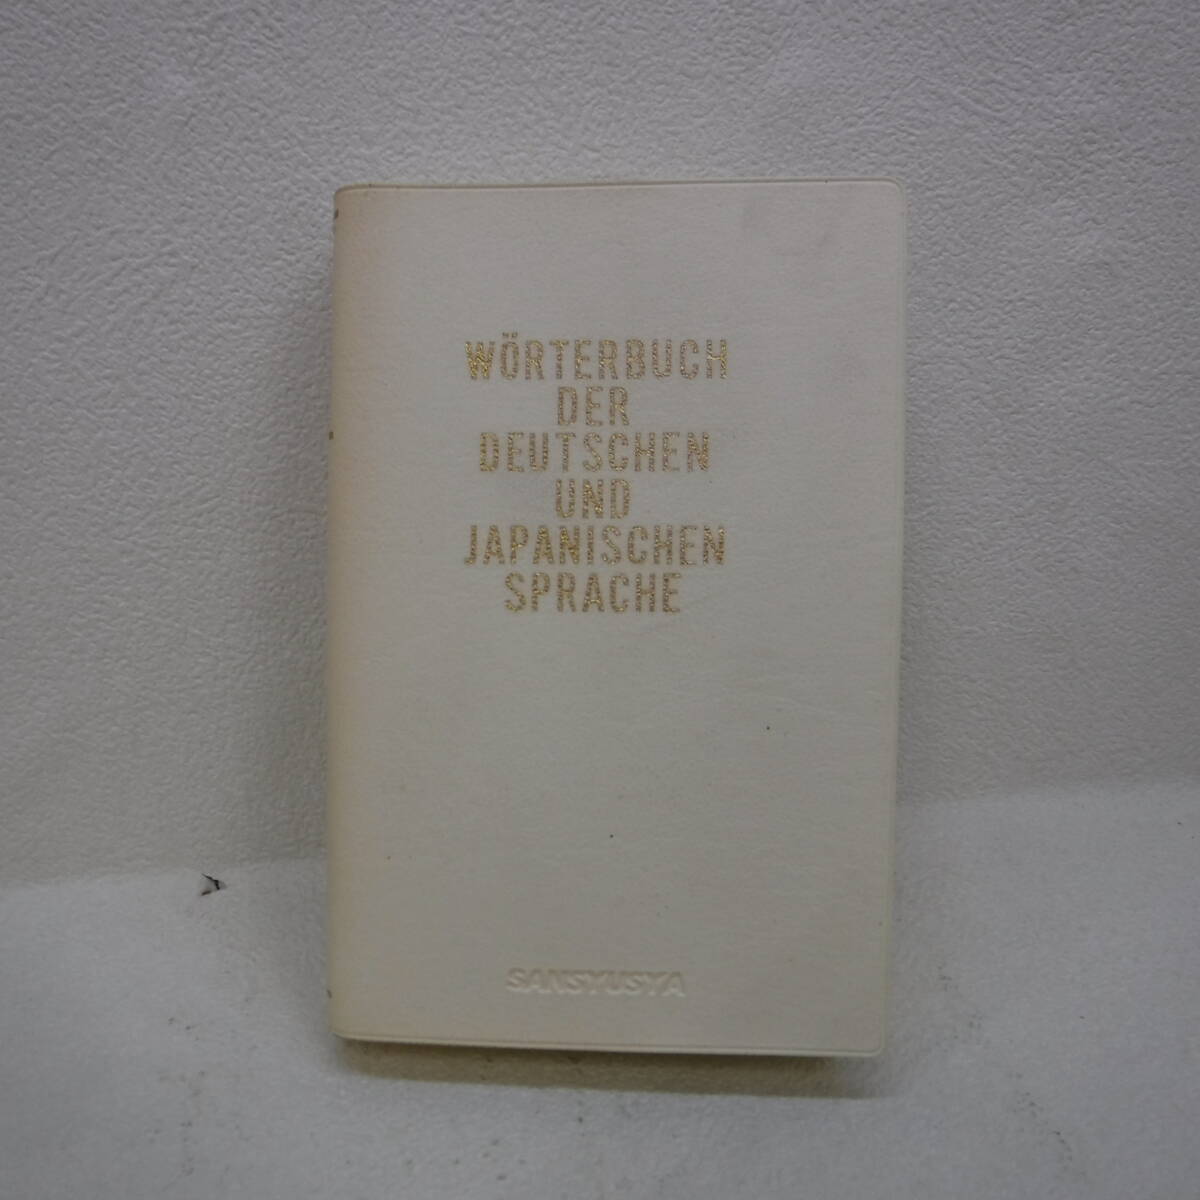 WÖRTERBUCH
DER
DEUTSCHEN
UND
JAPANISCHEN
SPRACHE
SANSYUSYA